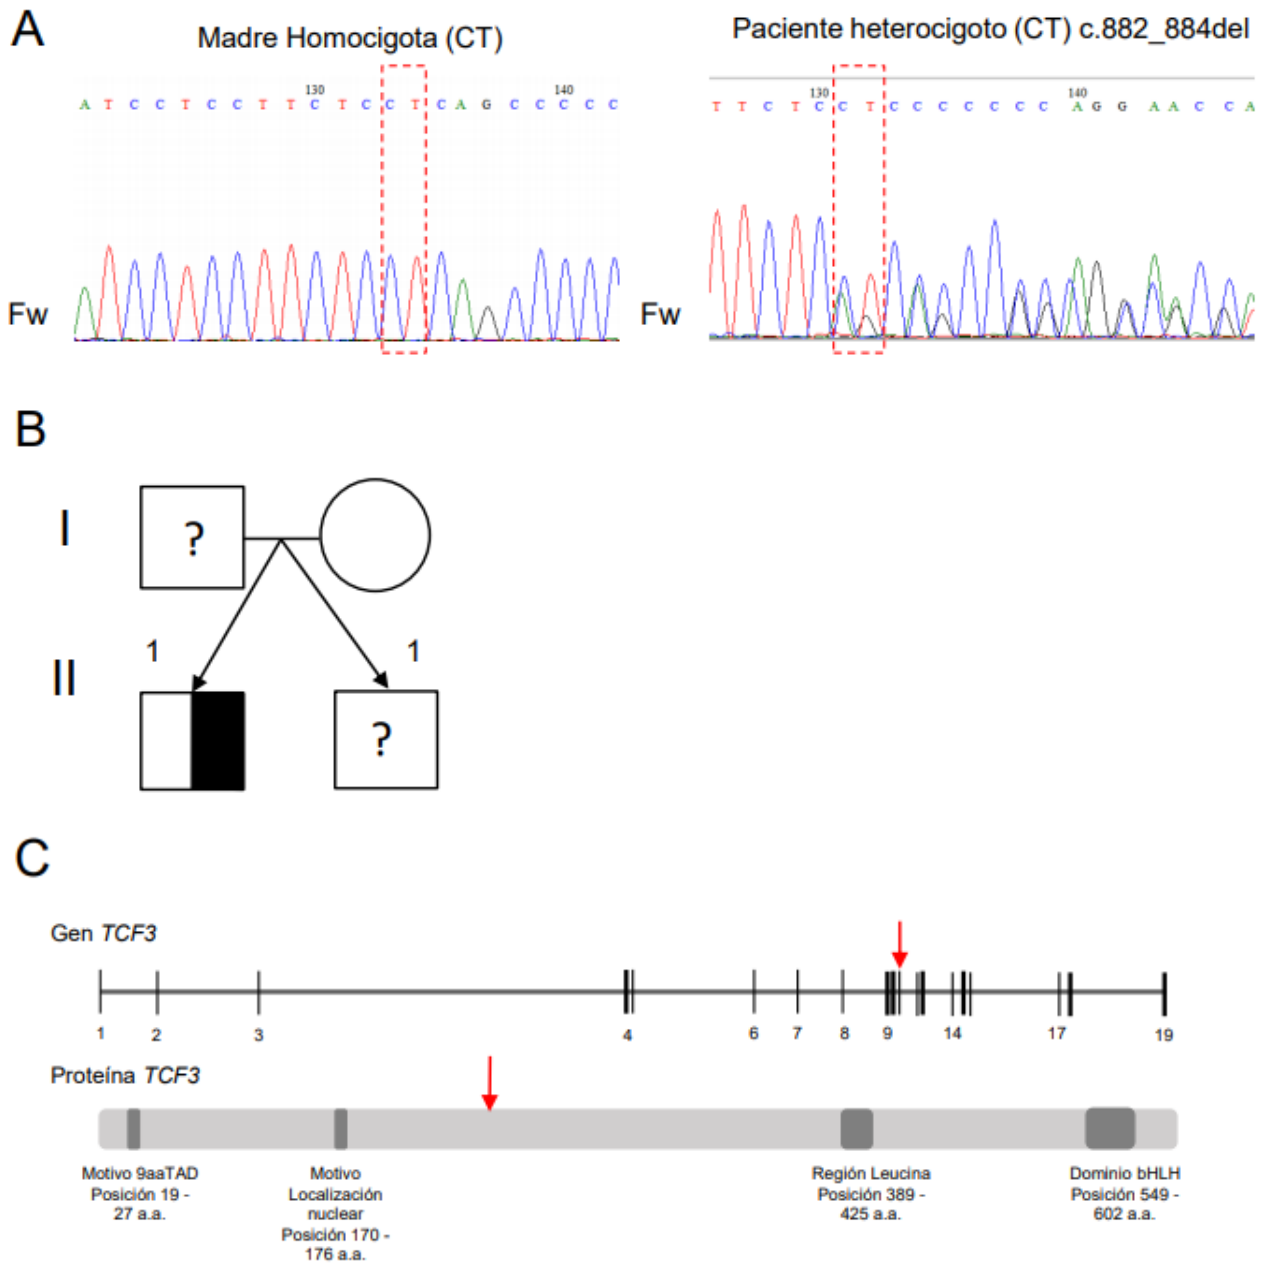 A
Madre Homocigota (CT)
Paciente heterocigoto (CT) c.882_884del
130
140
A T C C T C C T T C T C C T C A G C C C C C
130
140
T T C T C C T C C C C C C C A G G A A C C A
Fw
Fw
B
I
?
1
1
II
?
C
Gen TCF3
1 2 3 4 6 7 8 9 14 17 19
Proteína TCF3
Motivo 9aaTAD
Posición 19 -
27 a.a.
Motivo
Localización
nuclear
Posición 170 -
176 a.a.
Región Leucina
Posición 389 -
425 a.a.
Dominio bHLH
Posición 549 -
602 a.a.